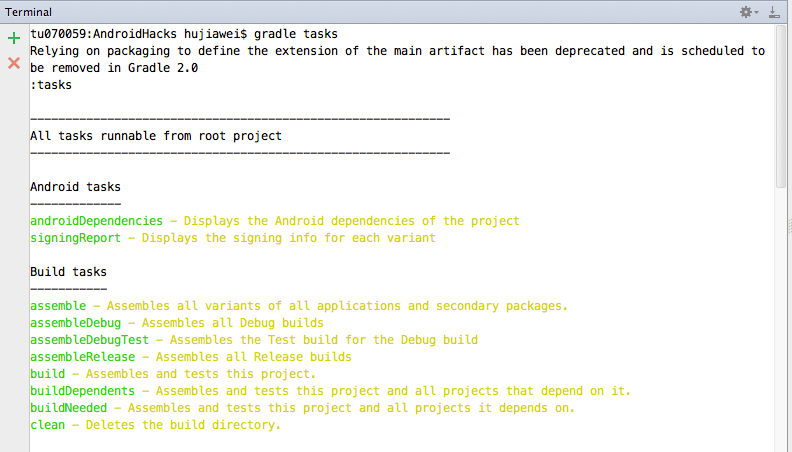 Terminal
tu070059:AndroidHacks hujiawei$ gradle tasks
Relying on packaging to define the extension of the main artifact has been deprecated and is scheduled to
be removed in Gradle 2.0
:tasks
------------------------------------------------------------
All tasks runnable from root project
------------------------------------------------------------
Android tasks
-------------
androidDependencies - Displays the Android dependencies of the project
signingReport - Displays the signing info for each variant
Build tasks
-----------
assemble - Assembles all variants of all applications and secondary packages.
assembleDebug - Assembles all Debug builds
assembleDebugTest - Assembles the Test build for the Debug build
assembleRelease - Assembles all Release builds
build - Assembles and tests this project.
buildDependents - Assembles and tests this project and all projects that depend on it.
buildNeeded - Assembles and tests this project and all projects it depends on.
clean - Deletes the build directory.